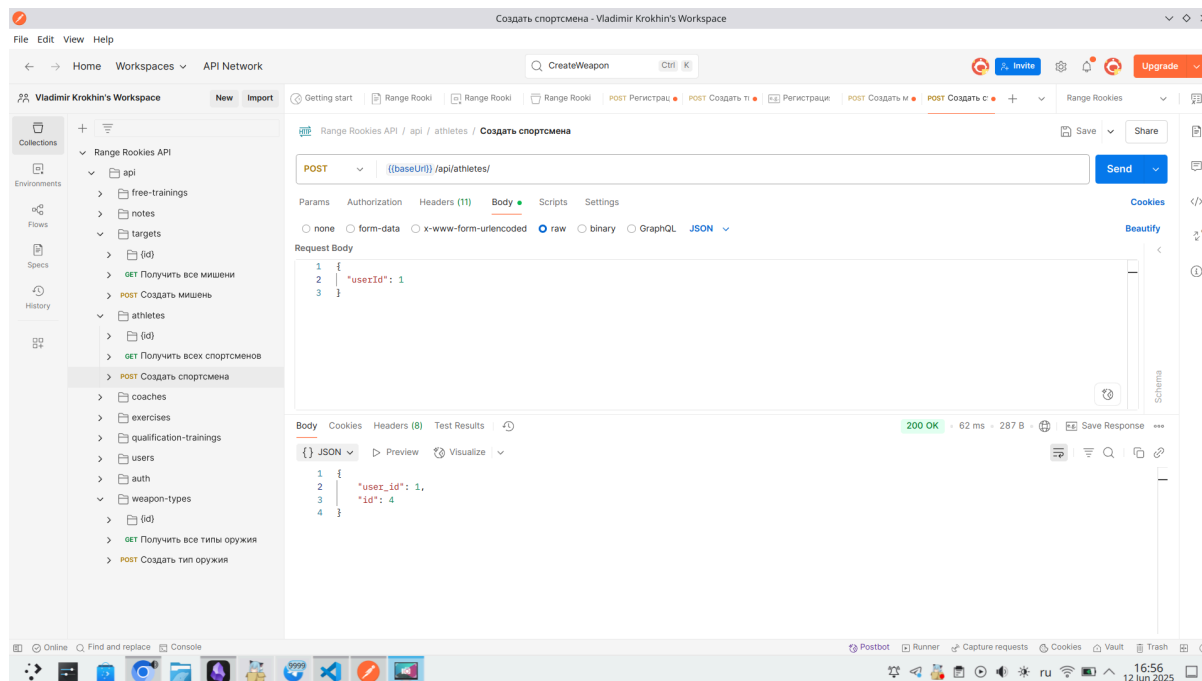 Создать спортсмена - Vladimir Krokhin's Workspace
File Edit View Help
Home Workspaces API Network CreateWeapon Ctrl K Invite Upgrade
Vladimir Krokhin's Workspace New Import Getting start Range Rooki Range Rooki Range Rooki POST Регистрац POST Создать ті e.g. Регистрация POST Создать м POST Создать с Range Rookies
Collections
Environments
Flows
Specs
History
Range Rookies API
api
free-trainings
notes
targets
{id}
GET Получить все мишени
POST Создать мишень
athletes
{id}
GET Получить всех спортсменов
POST Создать спортсмена
coaches
exercises
qualification-trainings
users
auth
weapon-types
{id}
GET Получить все типы оружия
POST Создать тип оружия
HTTP Range Rookies API / api / athletes / Создать спортсмена Save Share
POST {{baseUrl}} /api/athletes/ Send
Params Authorization Headers (11) Body Scripts Settings Cookies
none form-data x-www-form-urlencoded raw binary GraphQL JSON Beautify
Request Body
1 {
2 "userId": 1
3 }
Schema
Body Cookies Headers (8) Test Results 200 OK 62 ms 287 B e.g. Save Response
{} JSON Preview Visualize
1 {
2 "user_id": 1,
3 "id": 4
4 }
Online Find and replace Console Postbot Runner Capture requests Cookies Vault Trash
9999 ru 16:56
12 Jun 2025